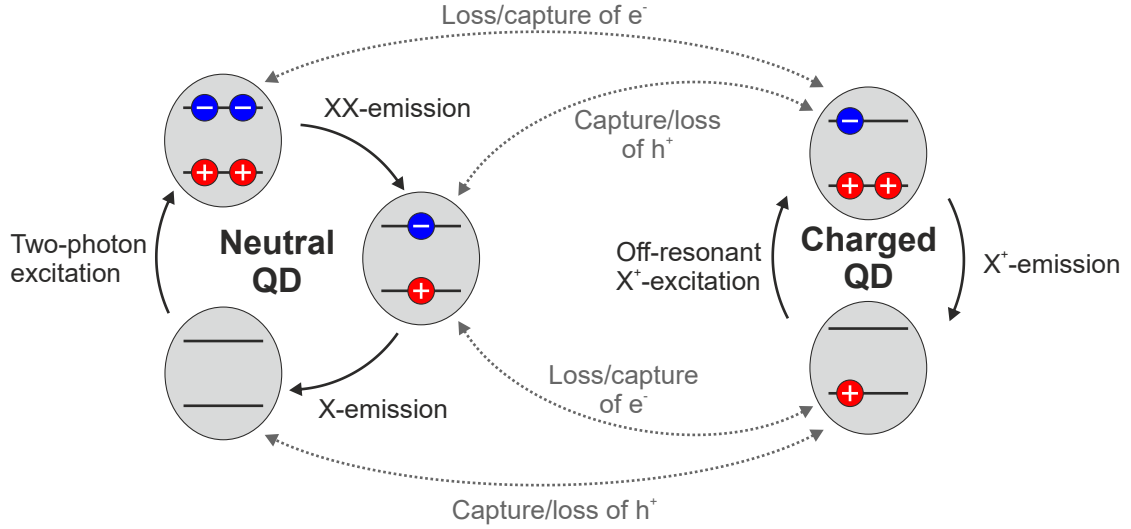 Loss/capture of e⁻
XX-emission
Capture/loss
of h⁺
Two-photon
excitation
Neutral
QD
Off-resonant
X⁺-excitation
Charged
QD
X⁺-emission
X-emission
Loss/capture
of e⁻
Capture/loss of h⁺
− −
+ +
−
+
−
+ +
+